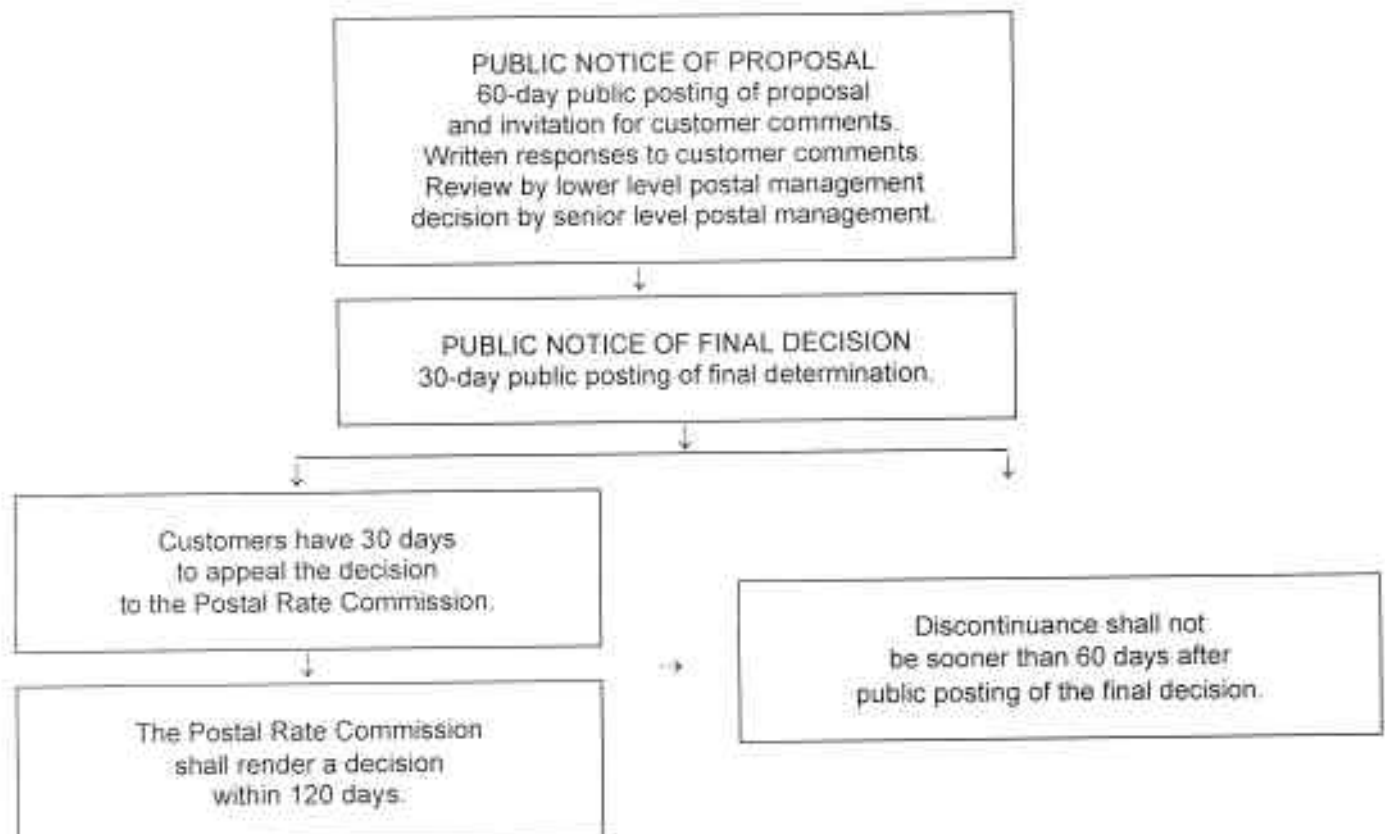 PUBLIC NOTICE OF PROPOSAL
60-day public posting of proposal
and invitation for customer comments.
Written responses to customer comments.
Review by lower level postal management
decision by senior level postal management.
PUBLIC NOTICE OF FINAL DECISION
30-day public posting of final determination.
Customers have 30 days
to appeal the decision
to the Postal Rate Commission.
The Postal Rate Commission
shall render a decision
within 120 days.
Discontinuance shall not
be sooner than 60 days after
public posting of the final decision.